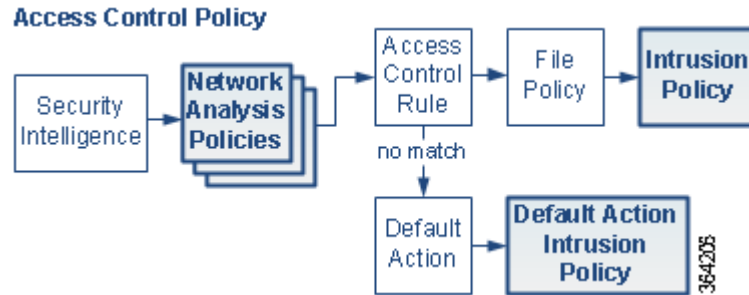 Access Control Policy
Security
Intelligence
Network
Analysis
Policies
Access
Control
Rule
File
Policy
Intrusion
Policy
no match
Default
Action
Default Action
Intrusion
Policy
364206